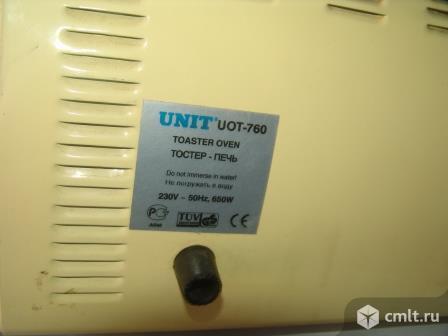 UNIT® UOT-760
TOASTER OVEN
ТОСТЕР - ПЕЧЬ
Do not immerse in water!
Не погружать в воду
230V ~ 50Hz, 650W
TÜV
CE
cmlt.ru